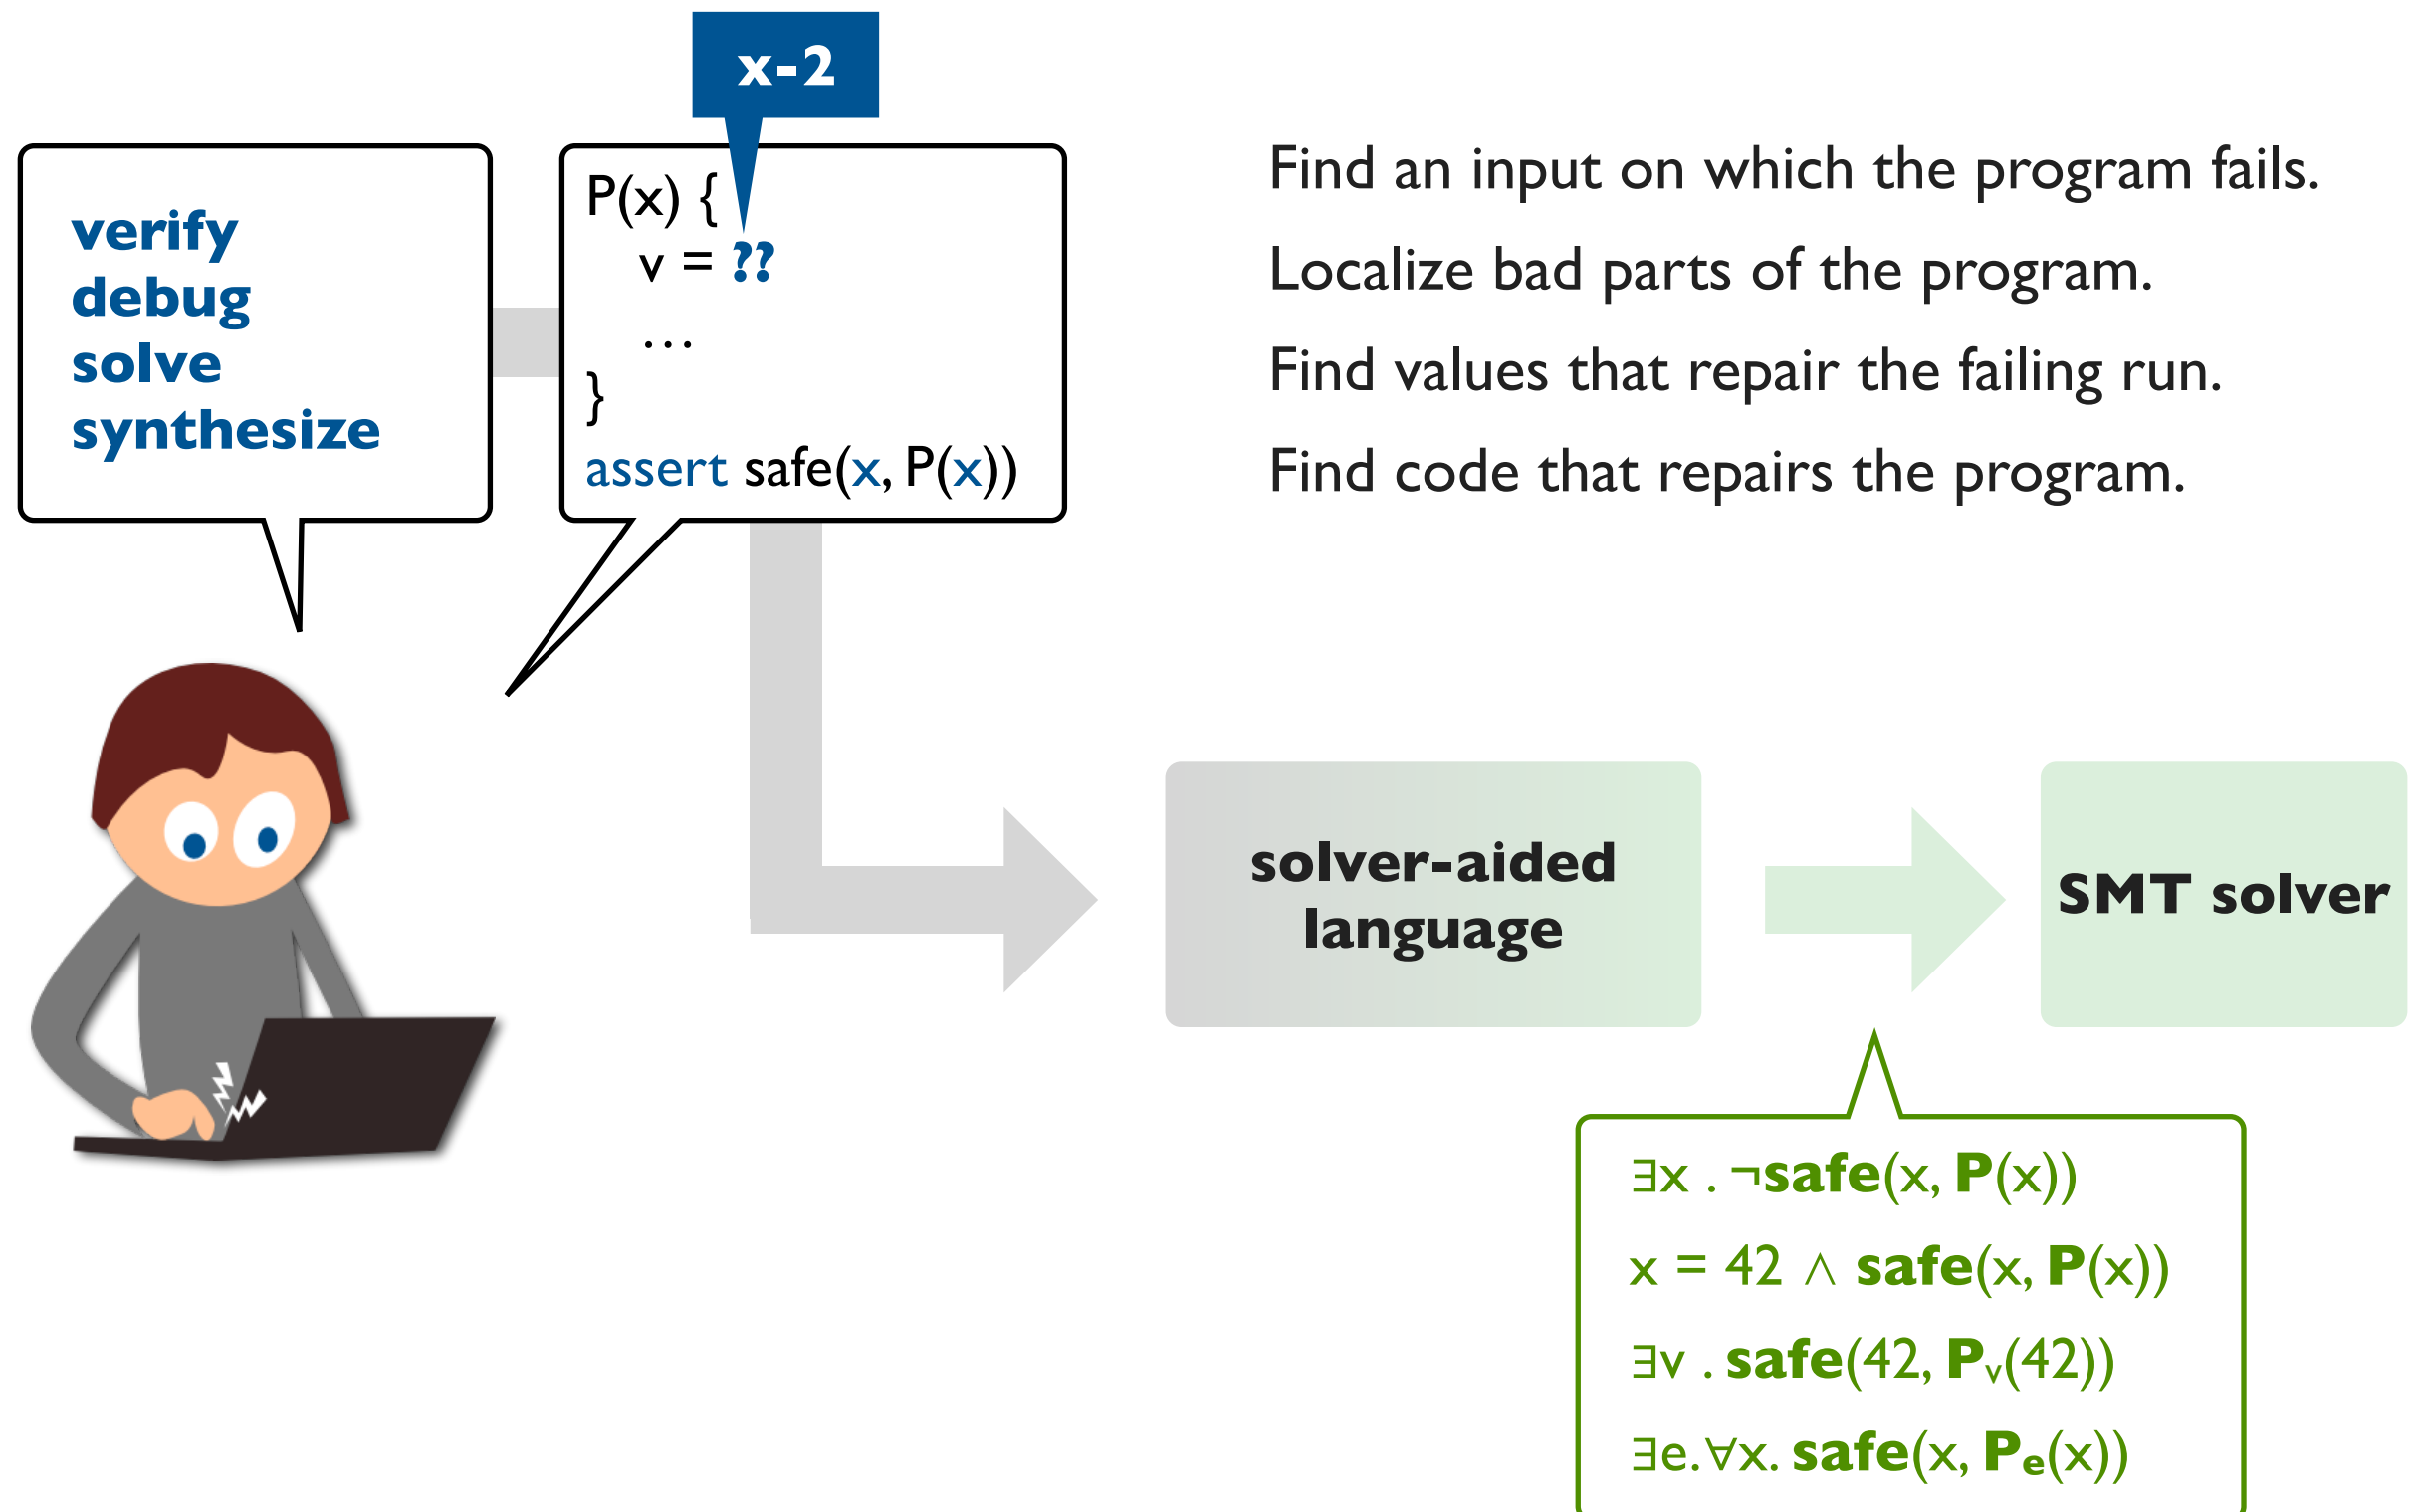 x-2
verify
debug
solve
synthesize
P(x) {
v = ??
…
}
assert safe(x, P(x))
Find an input on which the program fails.
Localize bad parts of the program.
Find values that repair the failing run.
Find code that repairs the program.
solver-aided
language
SMT solver
∃x . ¬safe(x, P(x))
x = 42 ∧ safe(x, P(x))
∃v . safe(42, Pᵥ(42))
∃e.∀x. safe(x, Pₑ(x))